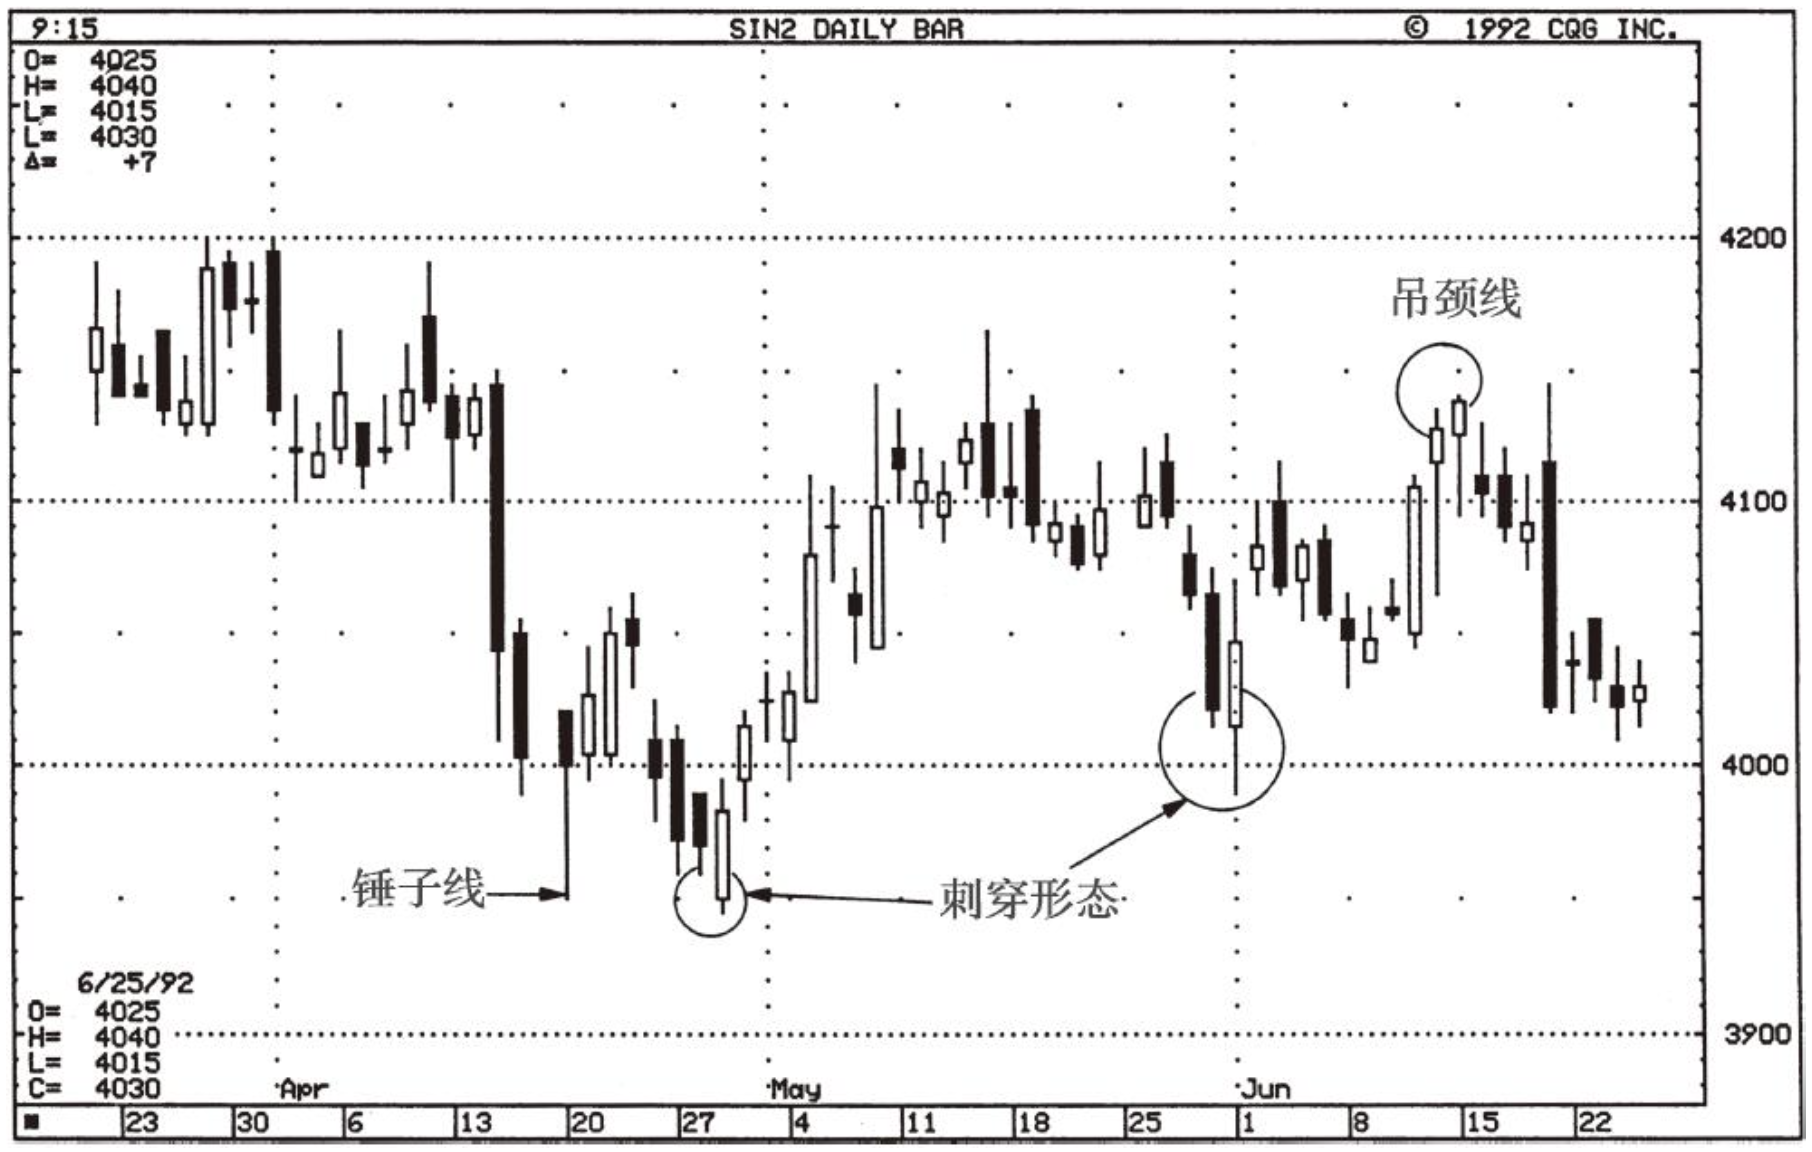 9:15 SIN2 DAILY BAR © 1992 CQG INC.
O= 4025
H= 4040
L= 4015
L= 4030
Δ= +7
4200
吊颈线
4100
4000
锤子线
刺穿形态
6/25/92
O= 4025
H= 4040
3900
L= 4015
C= 4030
Apr May Jun
23 30 6 13 20 27 4 11 18 25 1 8 15 22